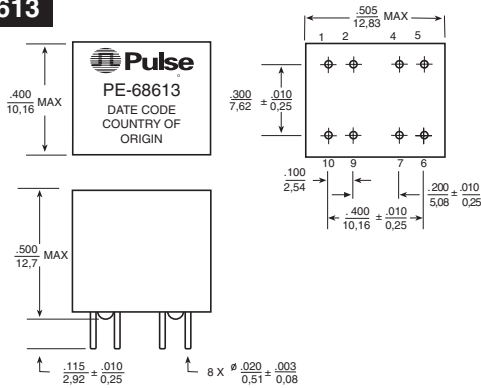 613
.505
12,83 MAX
1 2 4 5
Pulse
PE-68613
DATE CODE
COUNTRY OF
ORIGIN
.400
10,16 MAX
.300
7,62 ± .010
0,25
10 9 7 6
.100
2,54
.200
5,08 ± .010
0,25
.400
10,16 ± .010
0,25
.500
12,7 MAX
.115
2,92 ± .010
0,25
8 X ø .020
0,51 ± .003
0,08